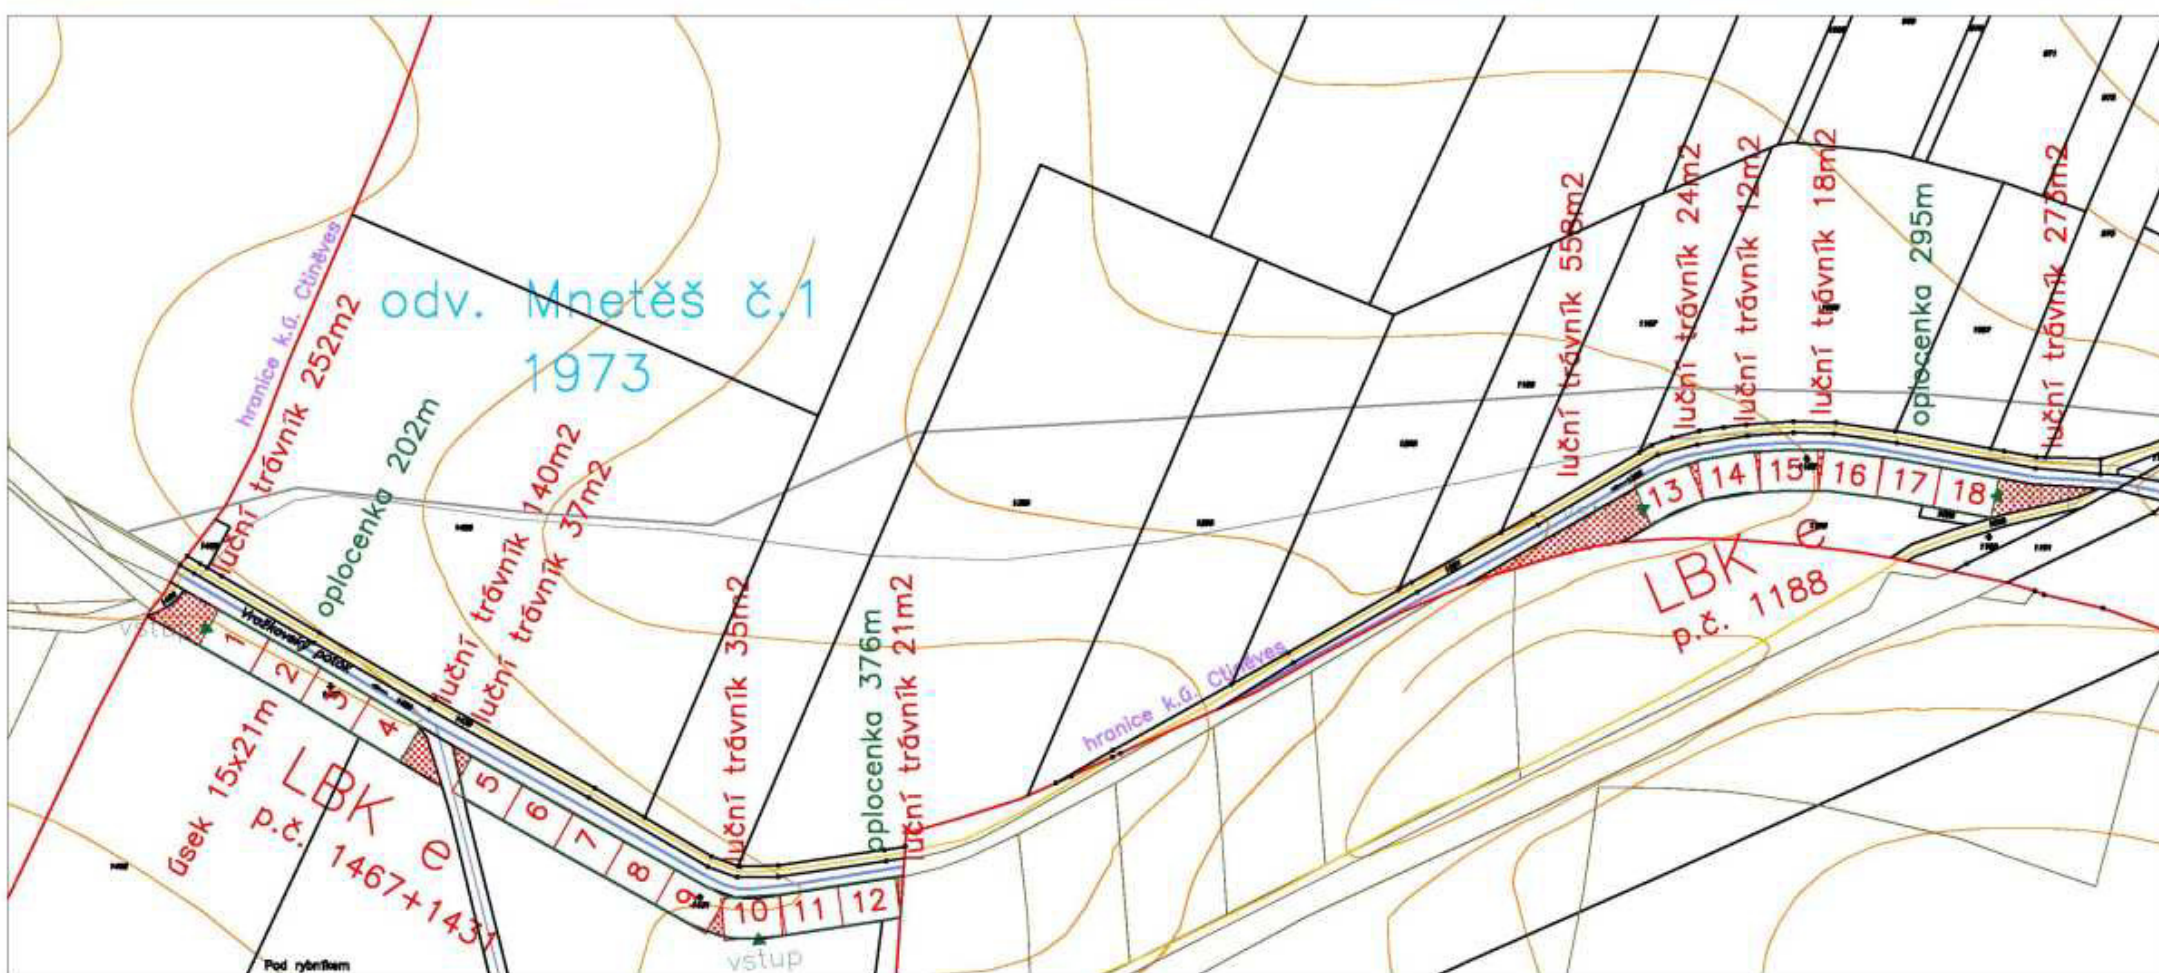 hranice k.ú. Ctiněves
luční trávník 252m2
odv. Mnetěš č.1
1973
oplocenka 202m
luční trávník 140m2
luční trávník 37m2
luční trávník 35m2
oplocenka 376m
luční trávník 21m2
hranice k.ú. Ctiněves
luční trávník 558m2
luční trávník 24m2
luční trávník 12m2
luční trávník 18m2
oplocenka 295m
luční trávník 273m2
vstup
Vražkovský potok
1
2
3
4
5
6
7
8
9
10
11
12
13
14
15
16
17
18
úsek 15x21m
LBK e
p.č. 1467+1431
LBK e
p.č. 1188
Pod rybníkem
vstup